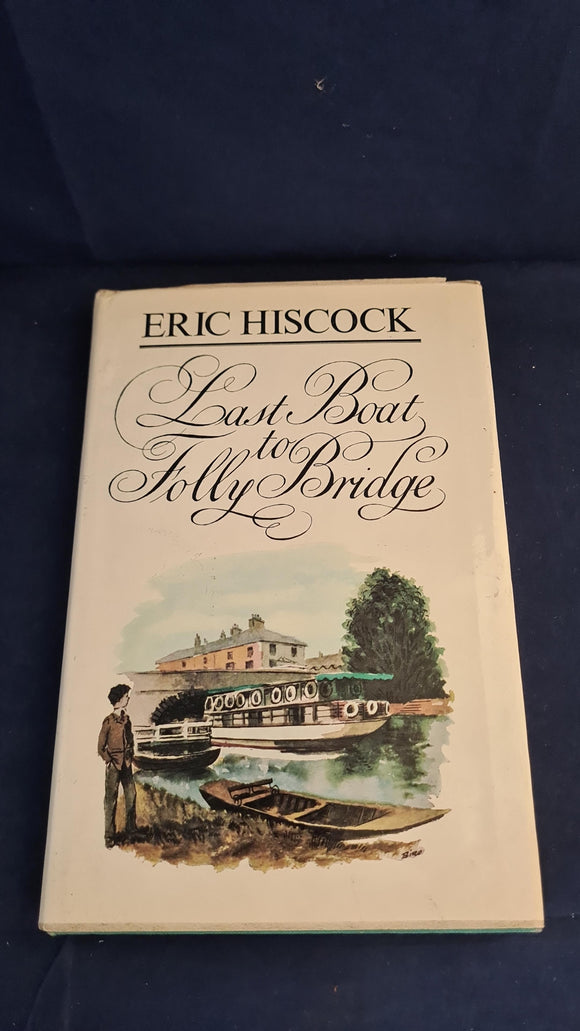 ERIC HISCOCK
Last Boat
to
Folly Bridge